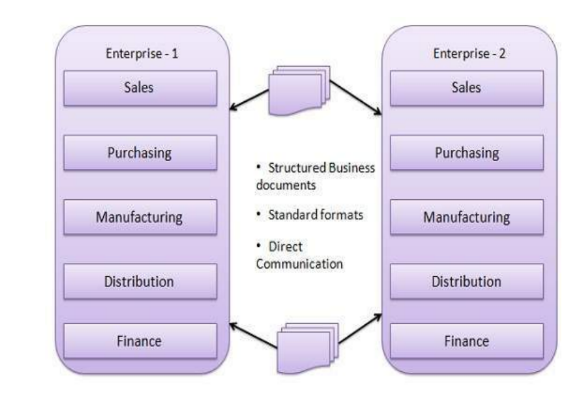 Enterprise - 1
Sales
Purchasing
Manufacturing
Distribution
Finance
• Structured Business
documents
• Standard formats
• Direct
Communication
Enterprise - 2
Sales
Purchasing
Manufacturing
Distribution
Finance